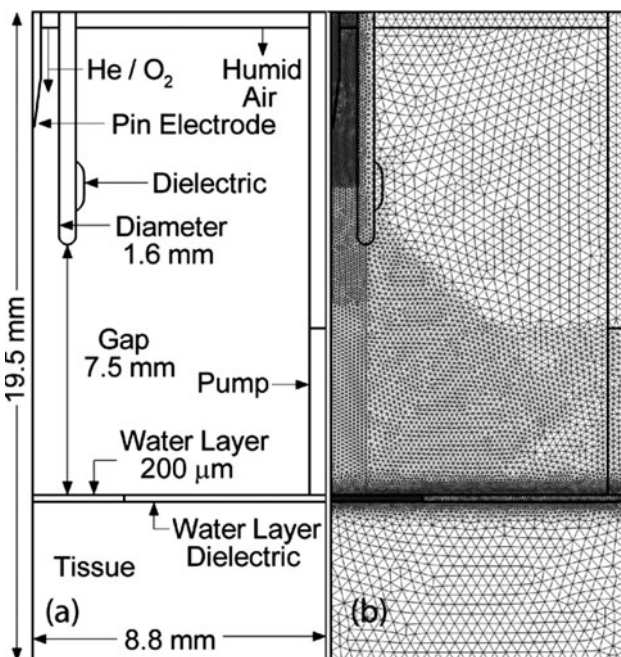 He / O₂
Humid
Air
Pin Electrode
Dielectric
Diameter
1.6 mm
19.5 mm
Gap
7.5 mm
Pump
Water Layer
200 μm
Water Layer
Dielectric
Tissue
(a)
(b)
8.8 mm